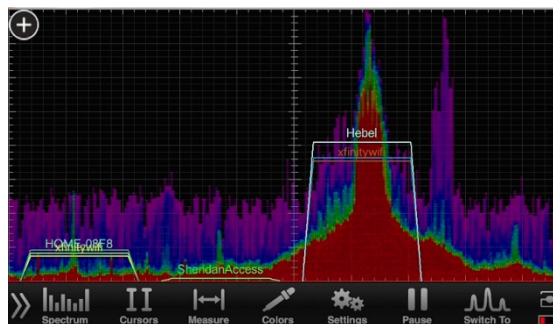 Hebel
xfinitywifi
HOME-08F8
xfinitywifi
SheridanAccess
Spectrum
Cursors
Measure
Colors
Settings
Pause
Switch To